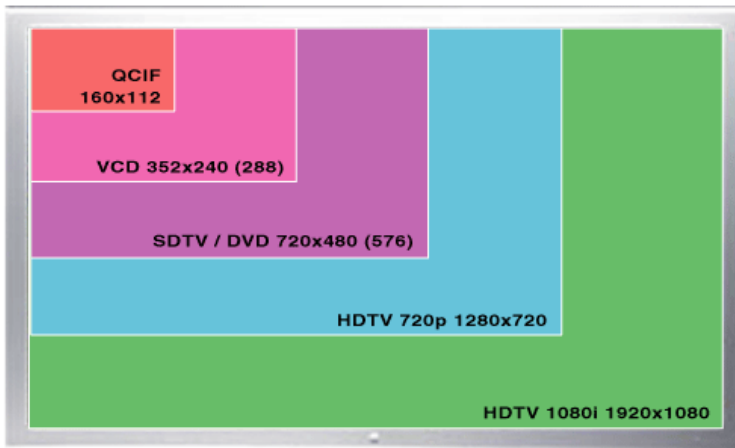 QCIF
160x112
VCD 352x240 (288)
SDTV / DVD 720x480 (576)
HDTV 720p 1280x720
HDTV 1080i 1920x1080